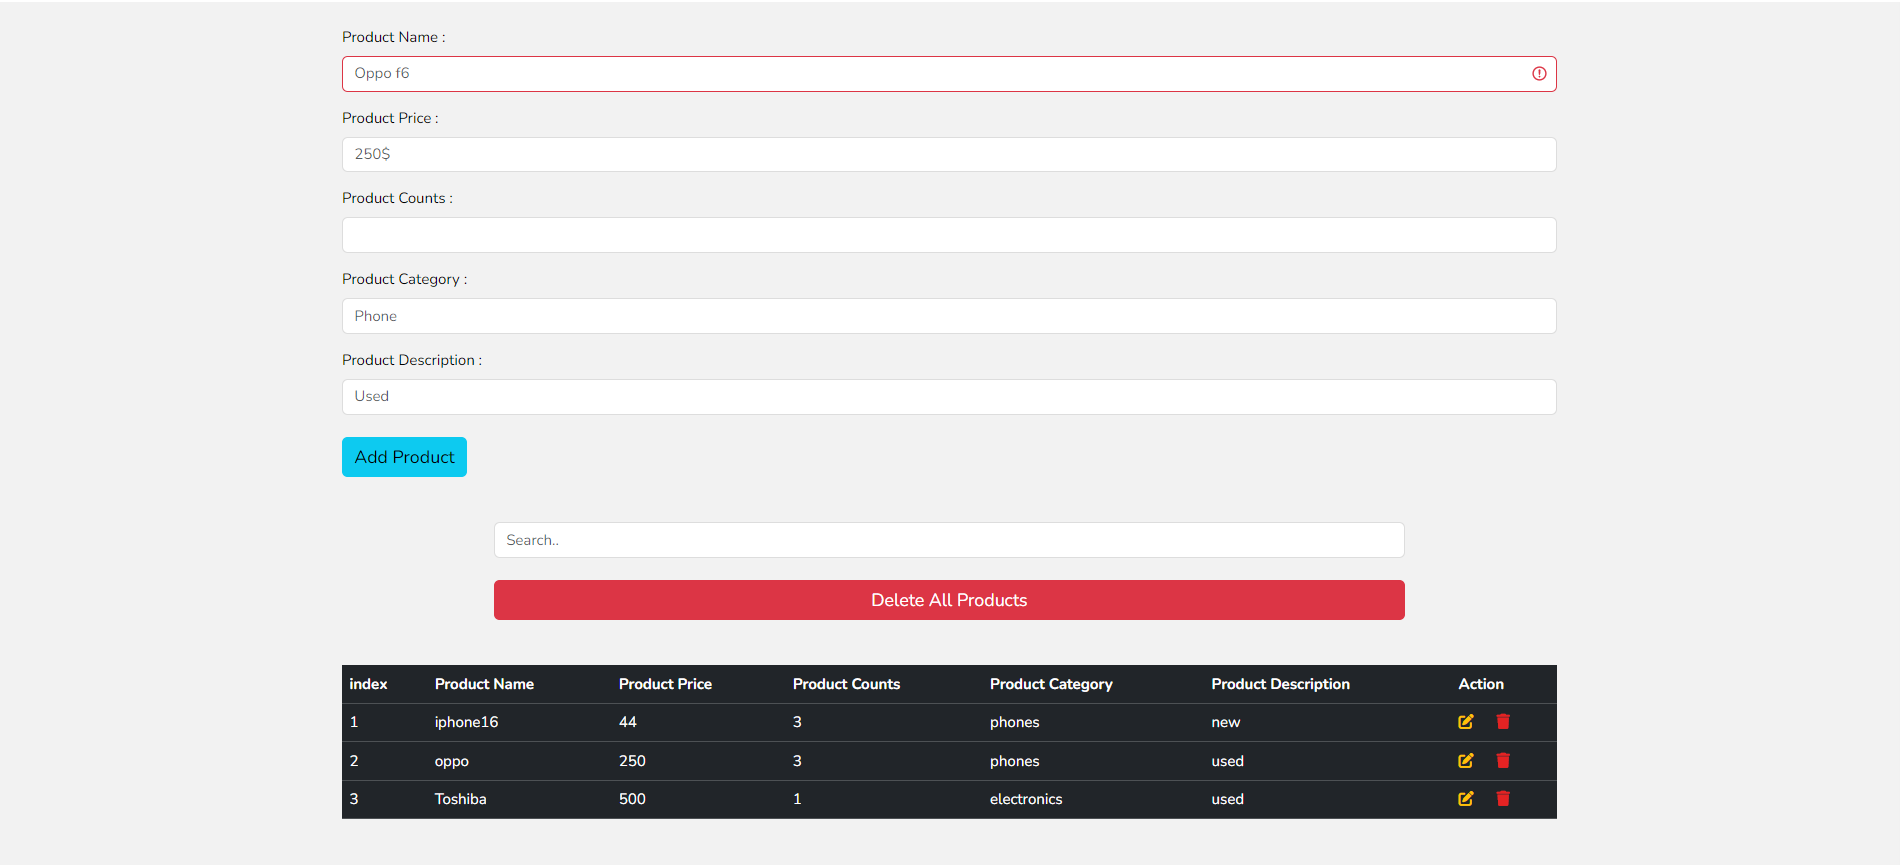 Product Name :
Oppo f6
Product Price :
250$
Product Counts :
Product Category :
Phone
Product Description :
Used
Add Product
Search..
Delete All Products
index Product Name Product Price Product Counts Product Category Product Description Action
1 iphone16 44 3 phones new
2 oppo 250 3 phones used
3 Toshiba 500 1 electronics used